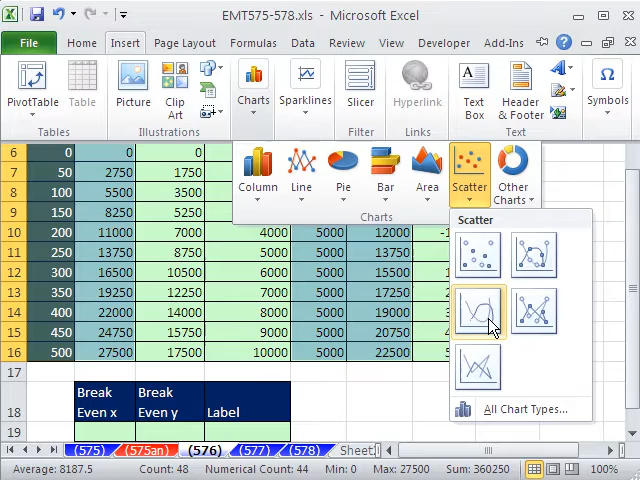 EMT575-578.xls - Microsoft Excel
File Home Insert Page Layout Formulas Data Review View Developer Add-Ins
PivotTable Table Picture Clip Art Charts Sparklines Slicer Hyperlink Text Box Header & Footer Symbols
Tables Illustrations Filter Links Text
Column Line Pie Bar Area Scatter Other Charts
Charts
Scatter
All Chart Types...
6 0 0 0
7 50 2750 1750
8 100 5500 3500
9 150 8250 5250
10 200 11000 7000 4000 5000 12000 -1
11 250 13750 8750 5000 5000 13750
12 300 16500 10500 6000 5000 15500
13 350 19250 12250 7000 5000 17250
14 400 22000 14000 8000 5000 19000
15 450 24750 15750 9000 5000 20750
16 500 27500 17500 10000 5000 22500
17
18 Break Even x Break Even y Label
19
(575) (575an) (576) (577) (578) Sheet
Average: 8187.5 Count: 48 Numerical Count: 44 Min: 0 Max: 27500 Sum: 360250 100%